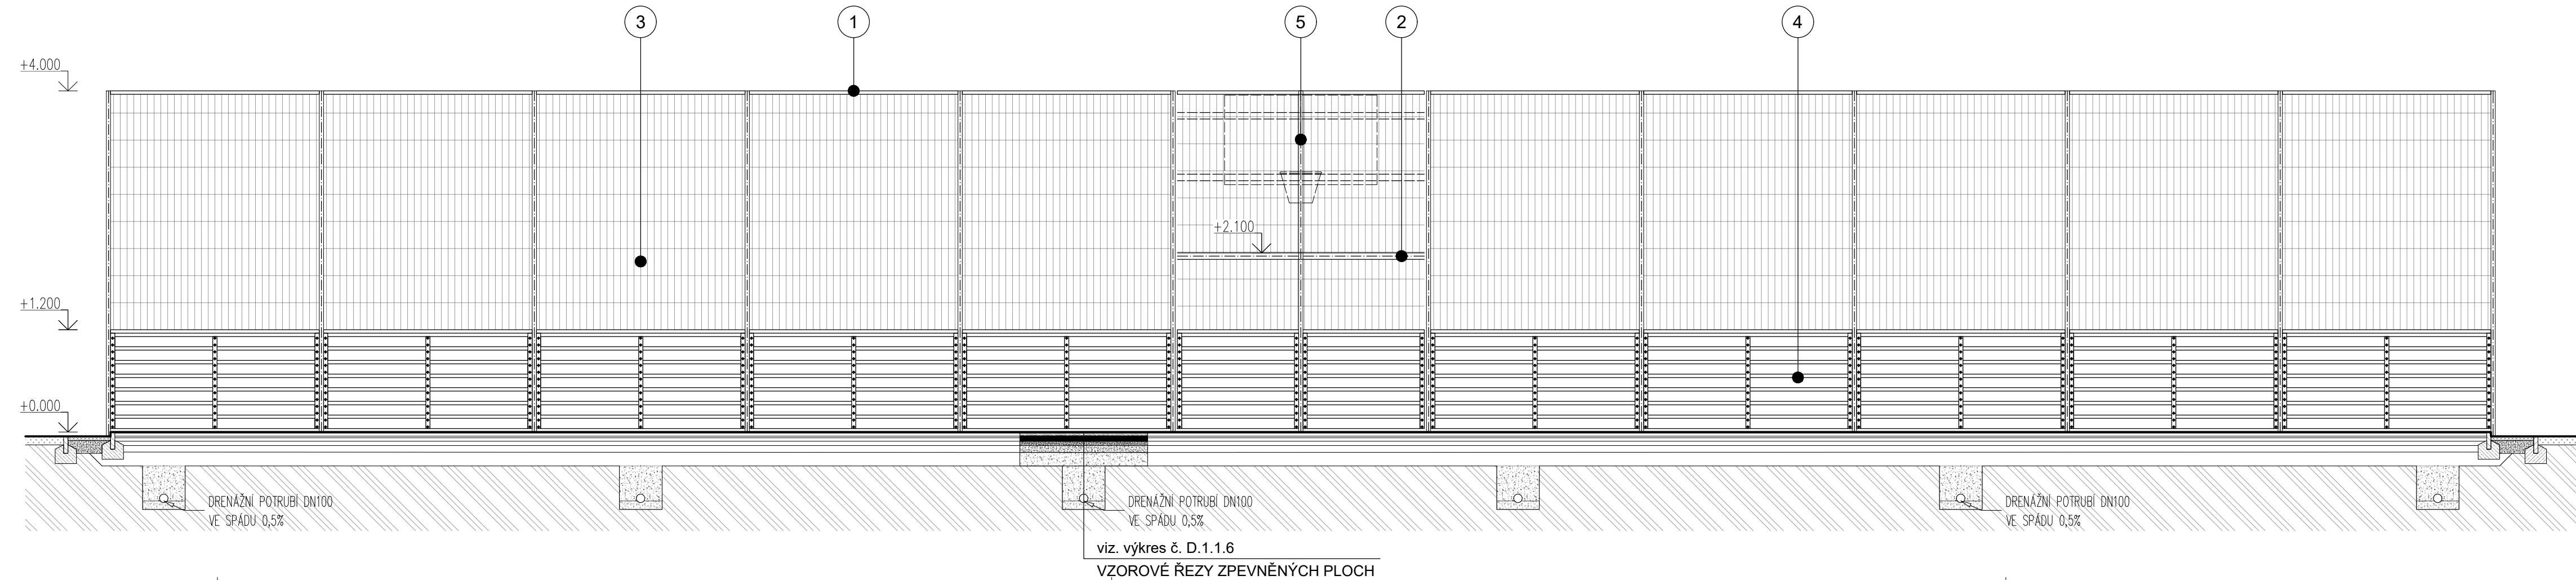 3
1
5
2
4
+4.000
+2.100
+1.200
+0.000
DRENÁŽNÍ POTRUBÍ DN100
VE SPÁDU 0,5%
DRENÁŽNÍ POTRUBÍ DN100
VE SPÁDU 0,5%
DRENÁŽNÍ POTRUBÍ DN100
VE SPÁDU 0,5%
viz. výkres č. D.1.1.6
VZOROVÉ ŘEZY ZPEVNĚNÝCH PLOCH